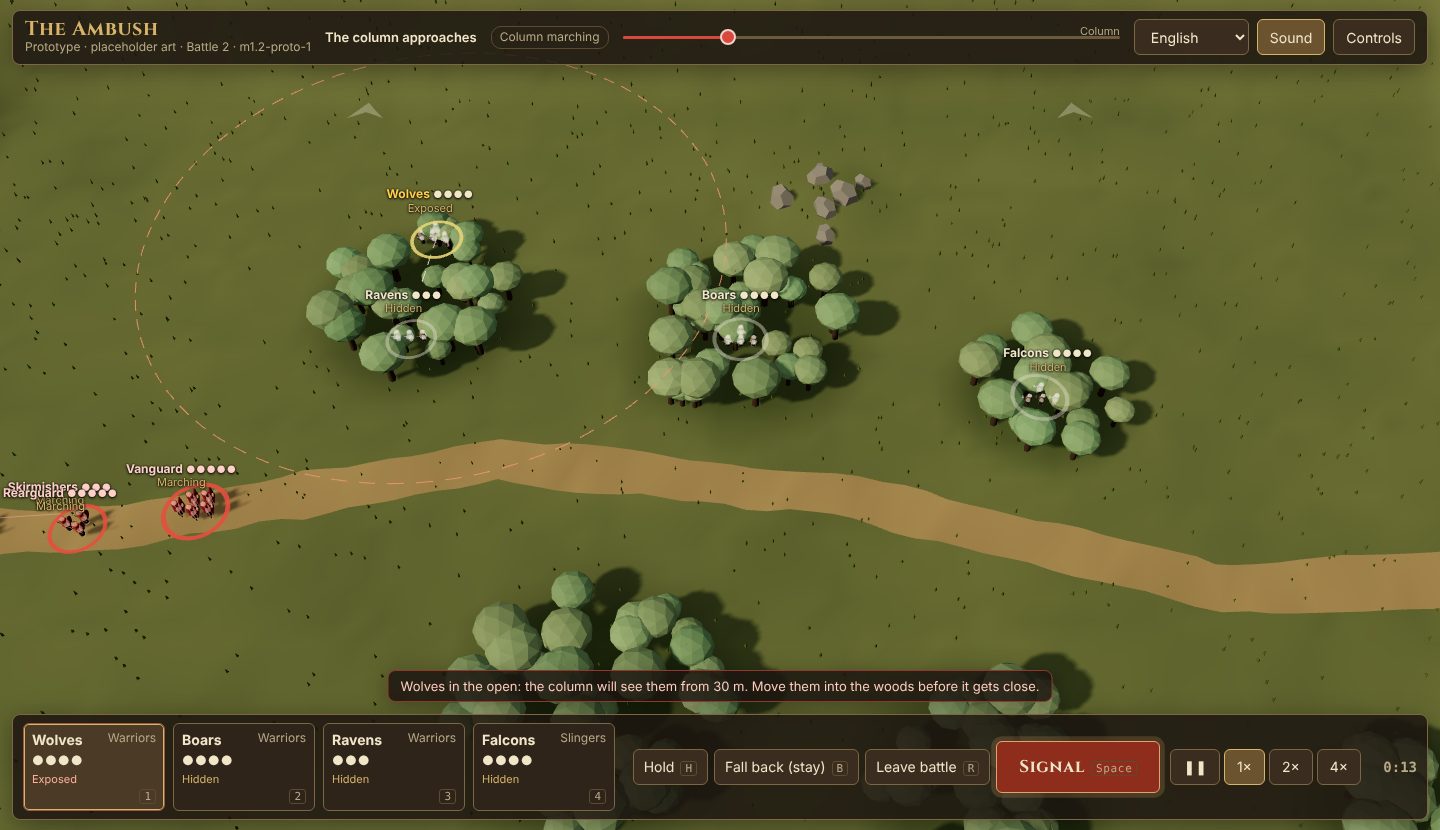 The Ambush
Prototype · placeholder art · Battle 2 · m1.2-proto-1
The column approaches
Column marching
Column
English
Sound
Controls
Wolves
Exposed
Ravens
Hidden
Boars
Hidden
Falcons
Hidden
Vanguard
Marching
Skirmishers
Rearguard
Marching
Marching
Wolves in the open: the column will see them from 30 m. Move them into the woods before it gets close.
Wolves Warriors
Exposed
1
Boars Warriors
Hidden
2
Ravens Warriors
Hidden
3
Falcons Slingers
Hidden
4
Hold H
Fall back (stay) B
Leave battle R
Signal Space
1×
2×
4×
0:13